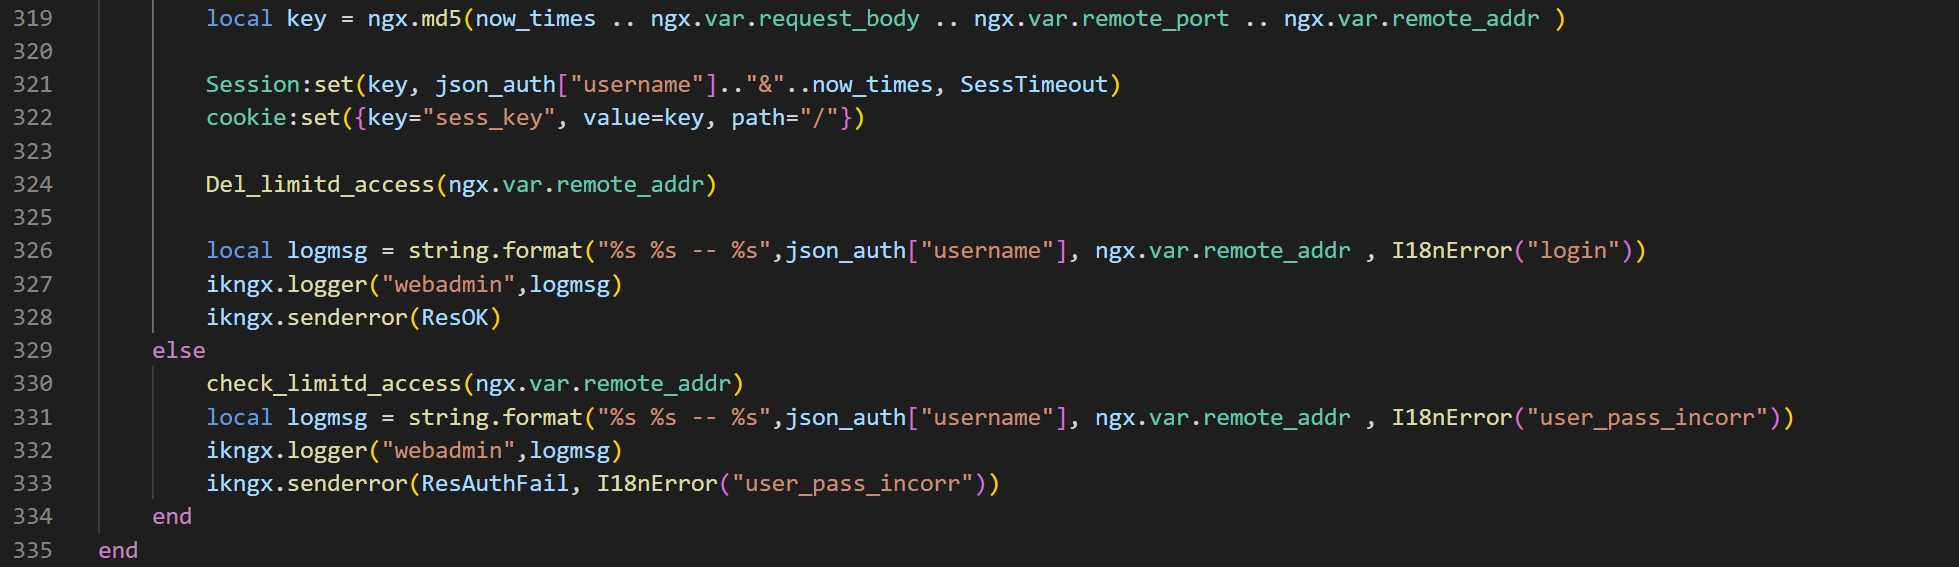 319 local key = ngx.md5(now_times .. ngx.var.request_body .. ngx.var.remote_port .. ngx.var.remote_addr )
320
321 Session:set(key, json_auth["username"].."&"..now_times, SessTimeout)
322 cookie:set({key="sess_key", value=key, path="/"})
323
324 Del_limitd_access(ngx.var.remote_addr)
325
326 local logmsg = string.format("%s %s -- %s",json_auth["username"], ngx.var.remote_addr , I18nError("login"))
327 ikngx.logger("webadmin",logmsg)
328 ikngx.senderror(ResOK)
329 else
330 check_limitd_access(ngx.var.remote_addr)
331 local logmsg = string.format("%s %s -- %s",json_auth["username"], ngx.var.remote_addr , I18nError("user_pass_incorr"))
332 ikngx.logger("webadmin",logmsg)
333 ikngx.senderror(ResAuthFail, I18nError("user_pass_incorr"))
334 end
335 end